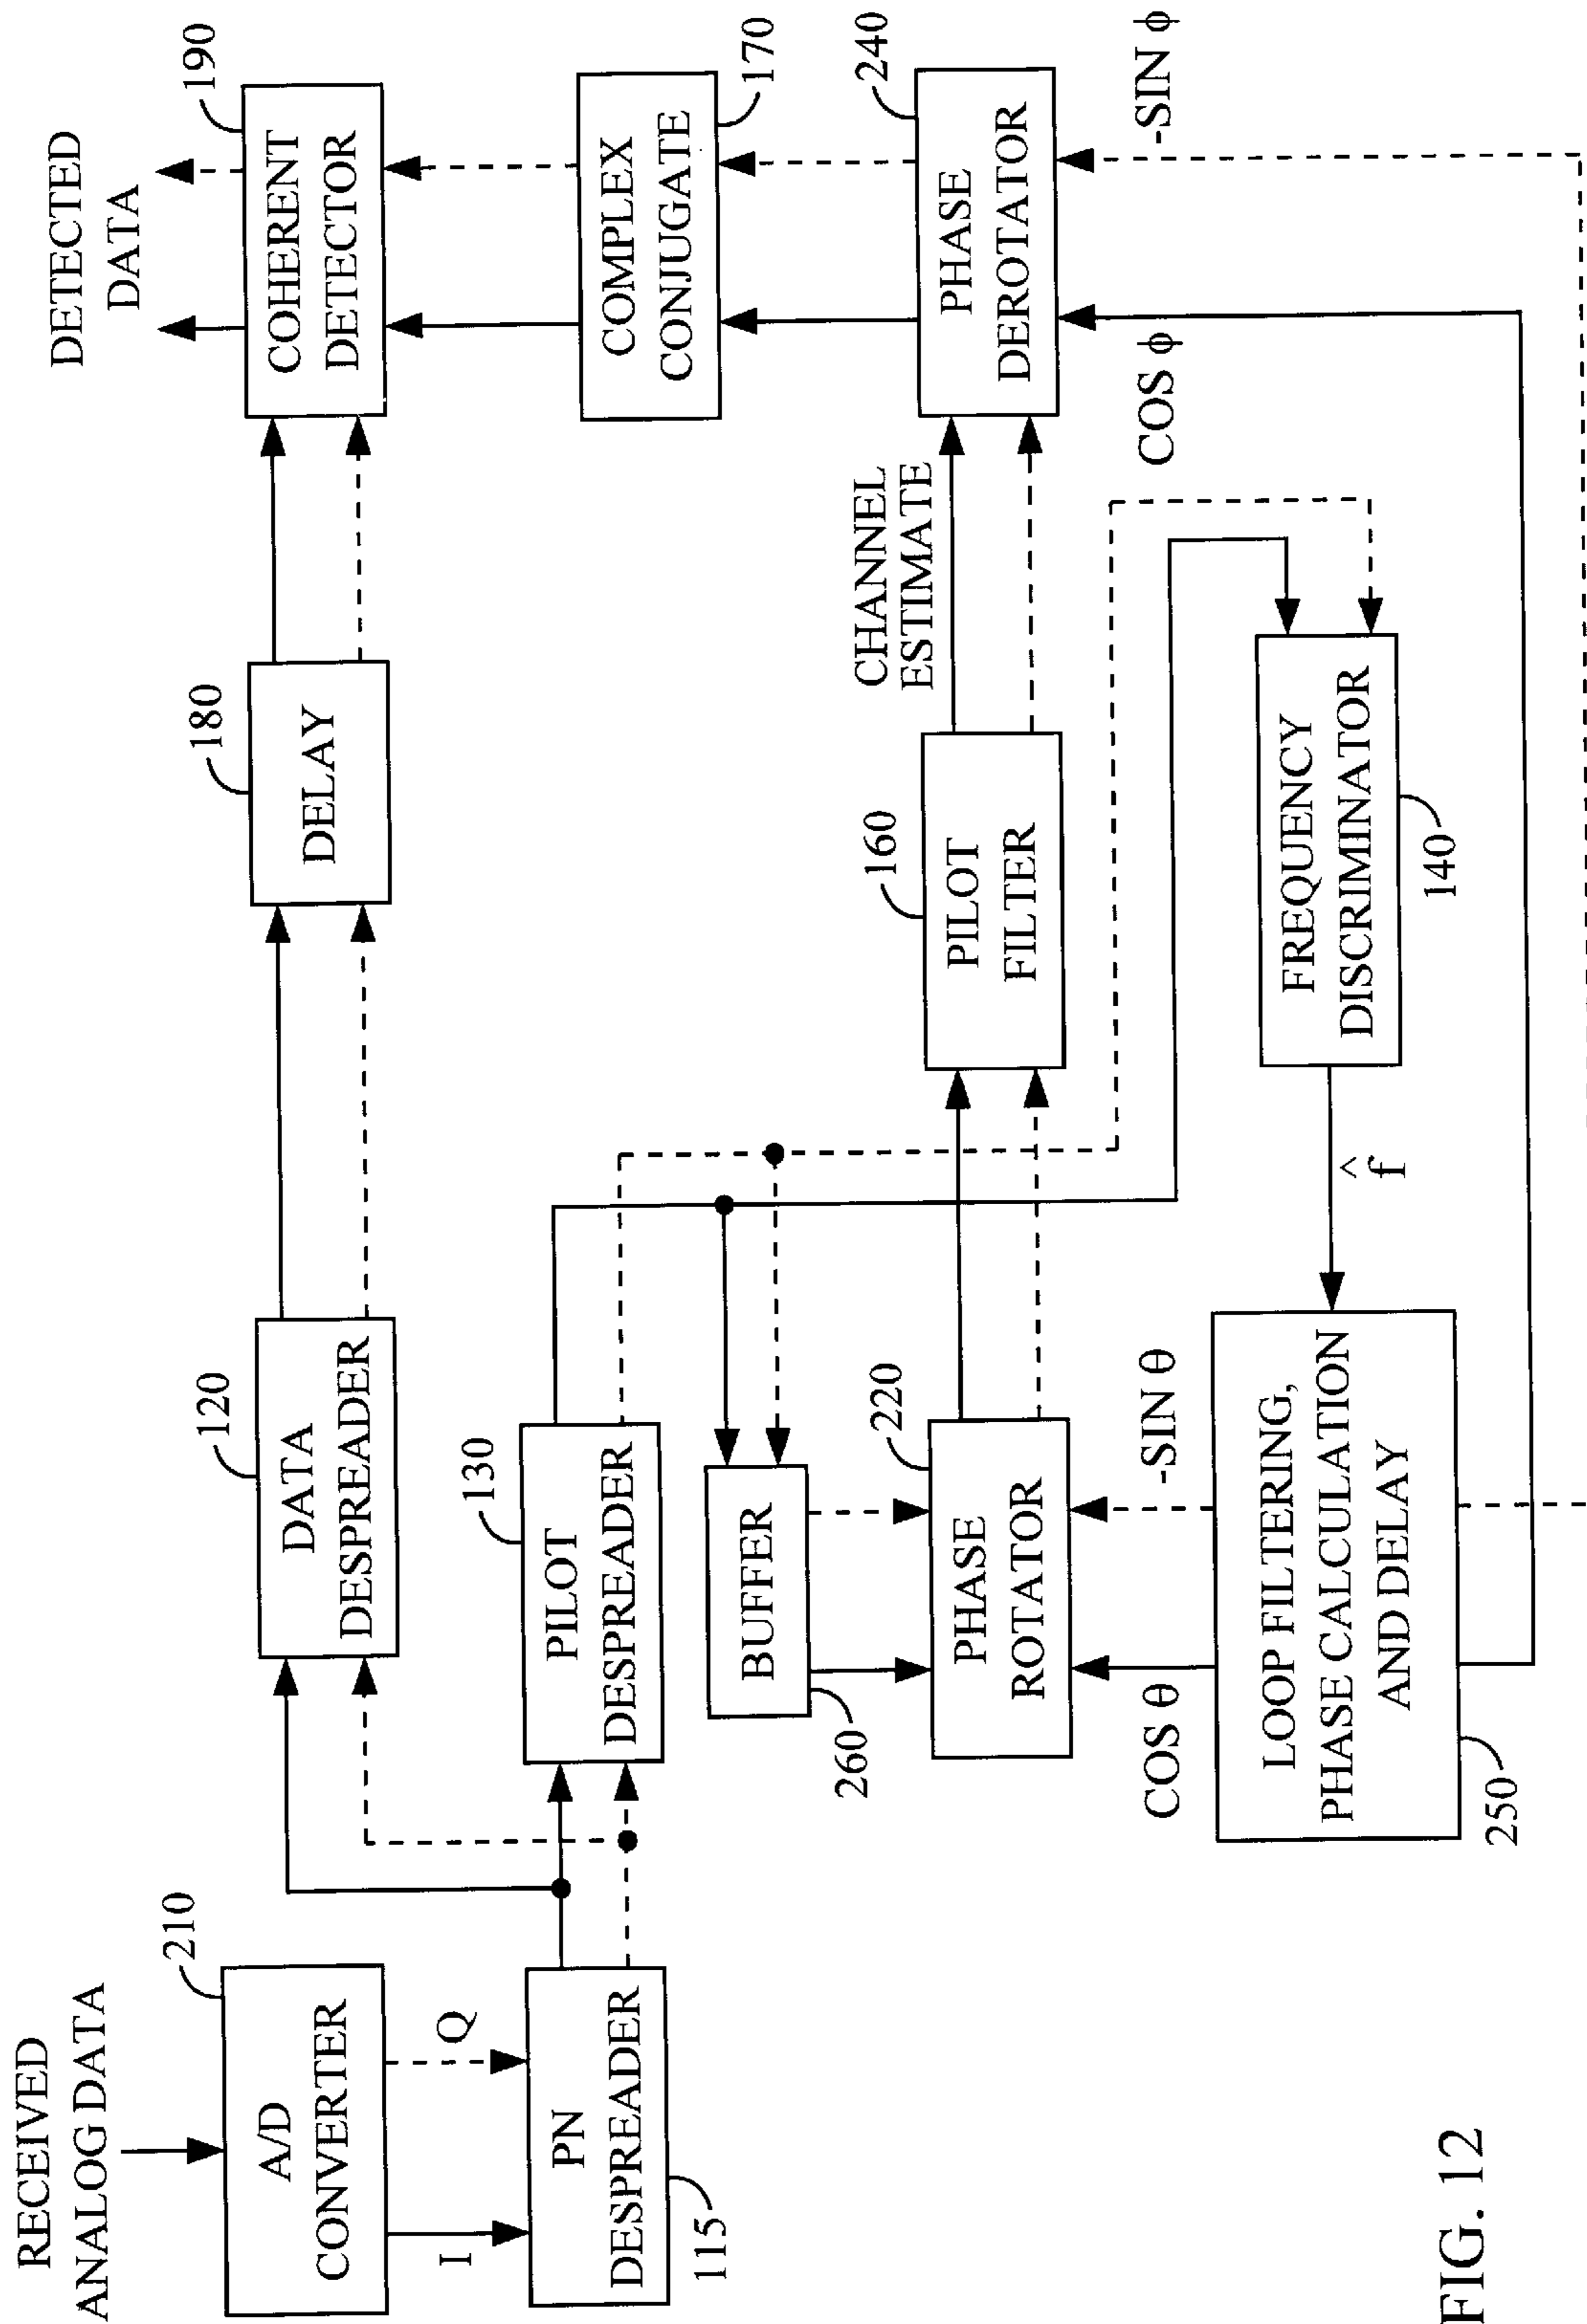 RECEIVED
ANALOG DATA
210
A/D
CONVERTER
I
Q
PN
DESPREADER
115
120
DATA
DESPREADER
130
PILOT
DESPREADER
BUFFER
260
220
PHASE
ROTATOR
COS θ
-SIN θ
LOOP FILTERING,
PHASE CALCULATION
AND DELAY
250
180
DELAY
160
PILOT
FILTER
CHANNEL
ESTIMATE
f̂
FREQUENCY
DISCRIMINATOR
140
DETECTED
DATA
190
COHERENT
DETECTOR
COMPLEX
CONJUGATE
170
240
PHASE
DEROTATOR
COS ϕ
-SIN ϕ
FIG. 12